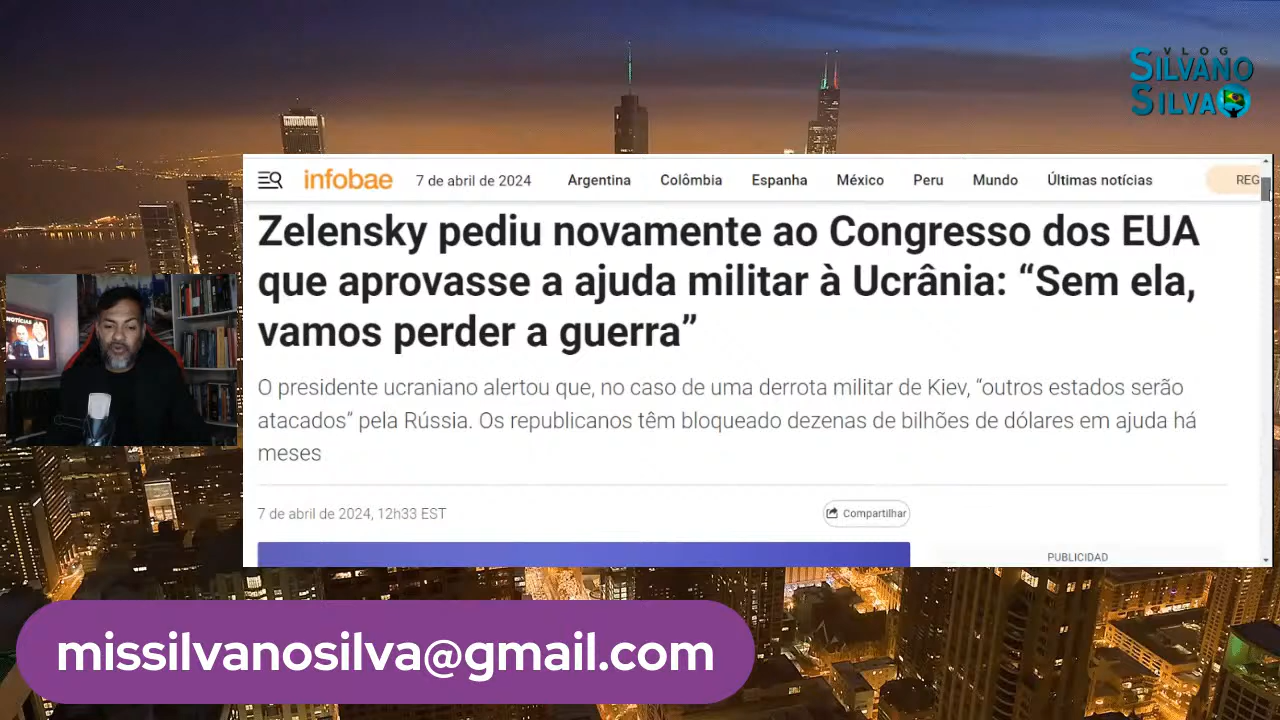 VLOG
SILVANO
SILVA
infobae
7 de abril de 2024
Argentina
Colômbia
Espanha
México
Peru
Mundo
Últimas notícias
REG
Zelensky pediu novamente ao Congresso dos EUA
que aprovasse a ajuda militar à Ucrânia: “Sem ela,
vamos perder a guerra”
O presidente ucraniano alertou que, no caso de uma derrota militar de Kiev, “outros estados serão
atacados” pela Rússia. Os republicanos têm bloqueado dezenas de bilhões de dólares em ajuda há
meses
7 de abril de 2024, 12h33 EST
Compartilhar
PUBLICIDAD
NOTÍCIAS
missilvanosilva@gmail.com